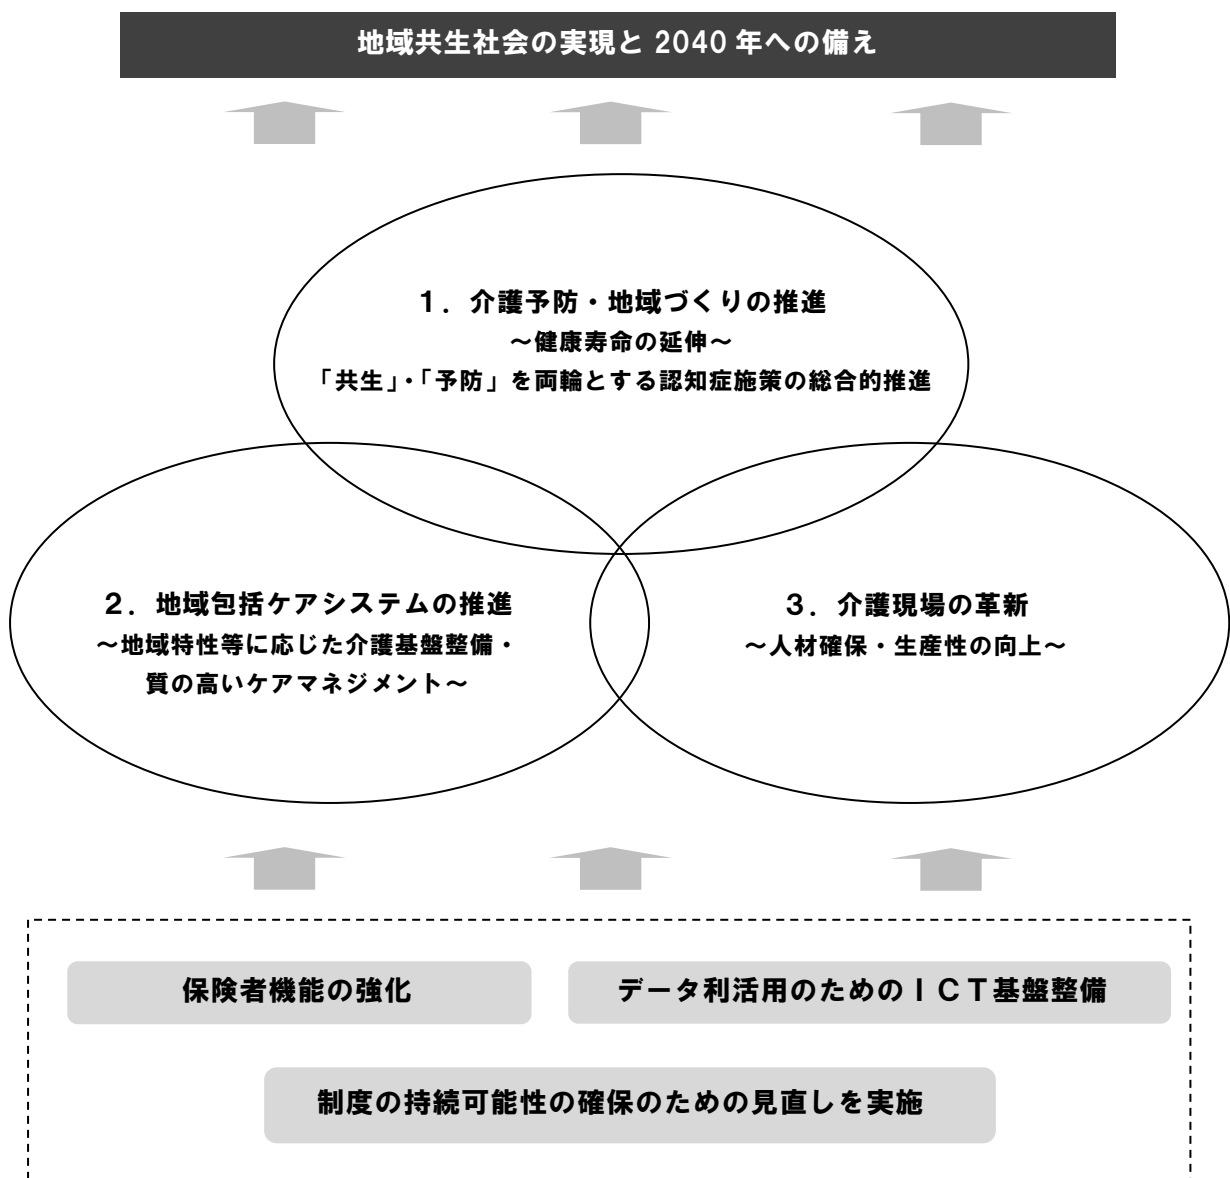 地域共生社会の実現と 2040 年への備え
１．介護予防・地域づくりの推進
～健康寿命の延伸～
「共生」・「予防」を両輪とする認知症施策の総合的推進
２．地域包括ケアシステムの推進
～地域特性等に応じた介護基盤整備・
質の高いケアマネジメント～
３．介護現場の革新
～人材確保・生産性の向上～
保険者機能の強化
データ利活用のためのＩＣＴ基盤整備
制度の持続可能性の確保のための見直しを実施